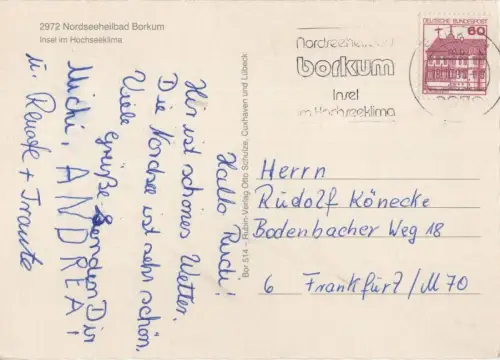 2972 Nordseeheilbad Borkum
Insel im Hochseeklima
Hallo Rudi!
Hier ist schönes Wetter.
Die Nordsee ist sehr schön.
Viele Grüße senden Dir
Michi, ANDREA!
u. Renate + Traute
Bor 514 – Rubin-Verlag Otto Schulze, Cuxhaven und Lübeck
Nordseeheilbad
borkum
Insel
im Hochseeklima
DEUTSCHE BUNDESPOST
60
Herrn
Rudolf Könecke
Bodenbacher Weg 18
6 Frankfurt/M 70